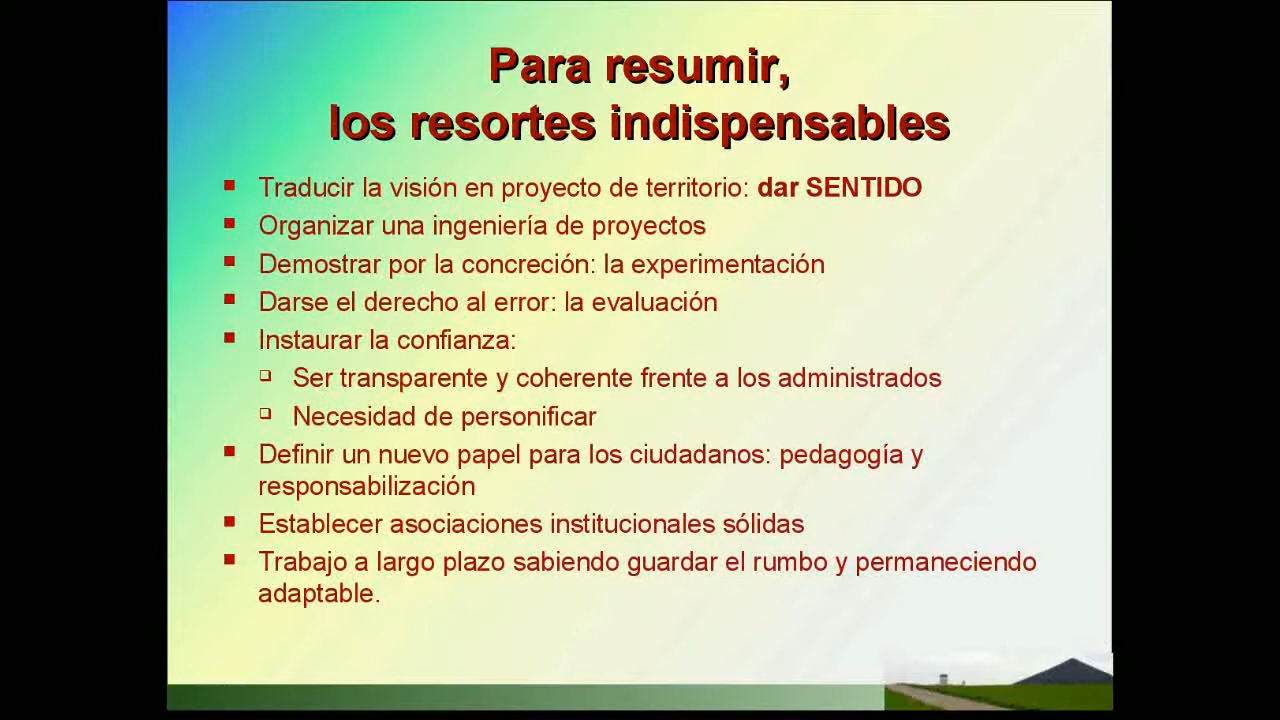 Para resumir,
los resortes indispensables
Traducir la visión en proyecto de territorio: dar SENTIDO
Organizar una ingeniería de proyectos
Demostrar por la concreción: la experimentación
Darse el derecho al error: la evaluación
Instaurar la confianza:
Ser transparente y coherente frente a los administrados
Necesidad de personificar
Definir un nuevo papel para los ciudadanos: pedagogía y
responsabilización
Establecer asociaciones institucionales sólidas
Trabajo a largo plazo sabiendo guardar el rumbo y permaneciendo
adaptable.